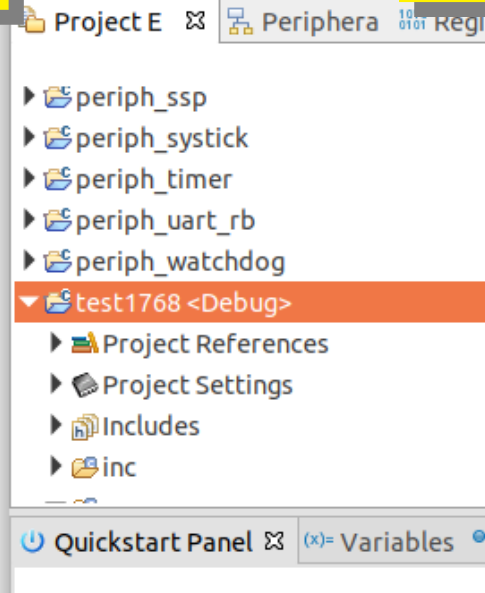 Project E Periphera Regi
periph_ssp
periph_systick
periph_timer
periph_uart_rb
periph_watchdog
test1768 <Debug>
Project References
Project Settings
Includes
inc
Quickstart Panel (x)= Variables